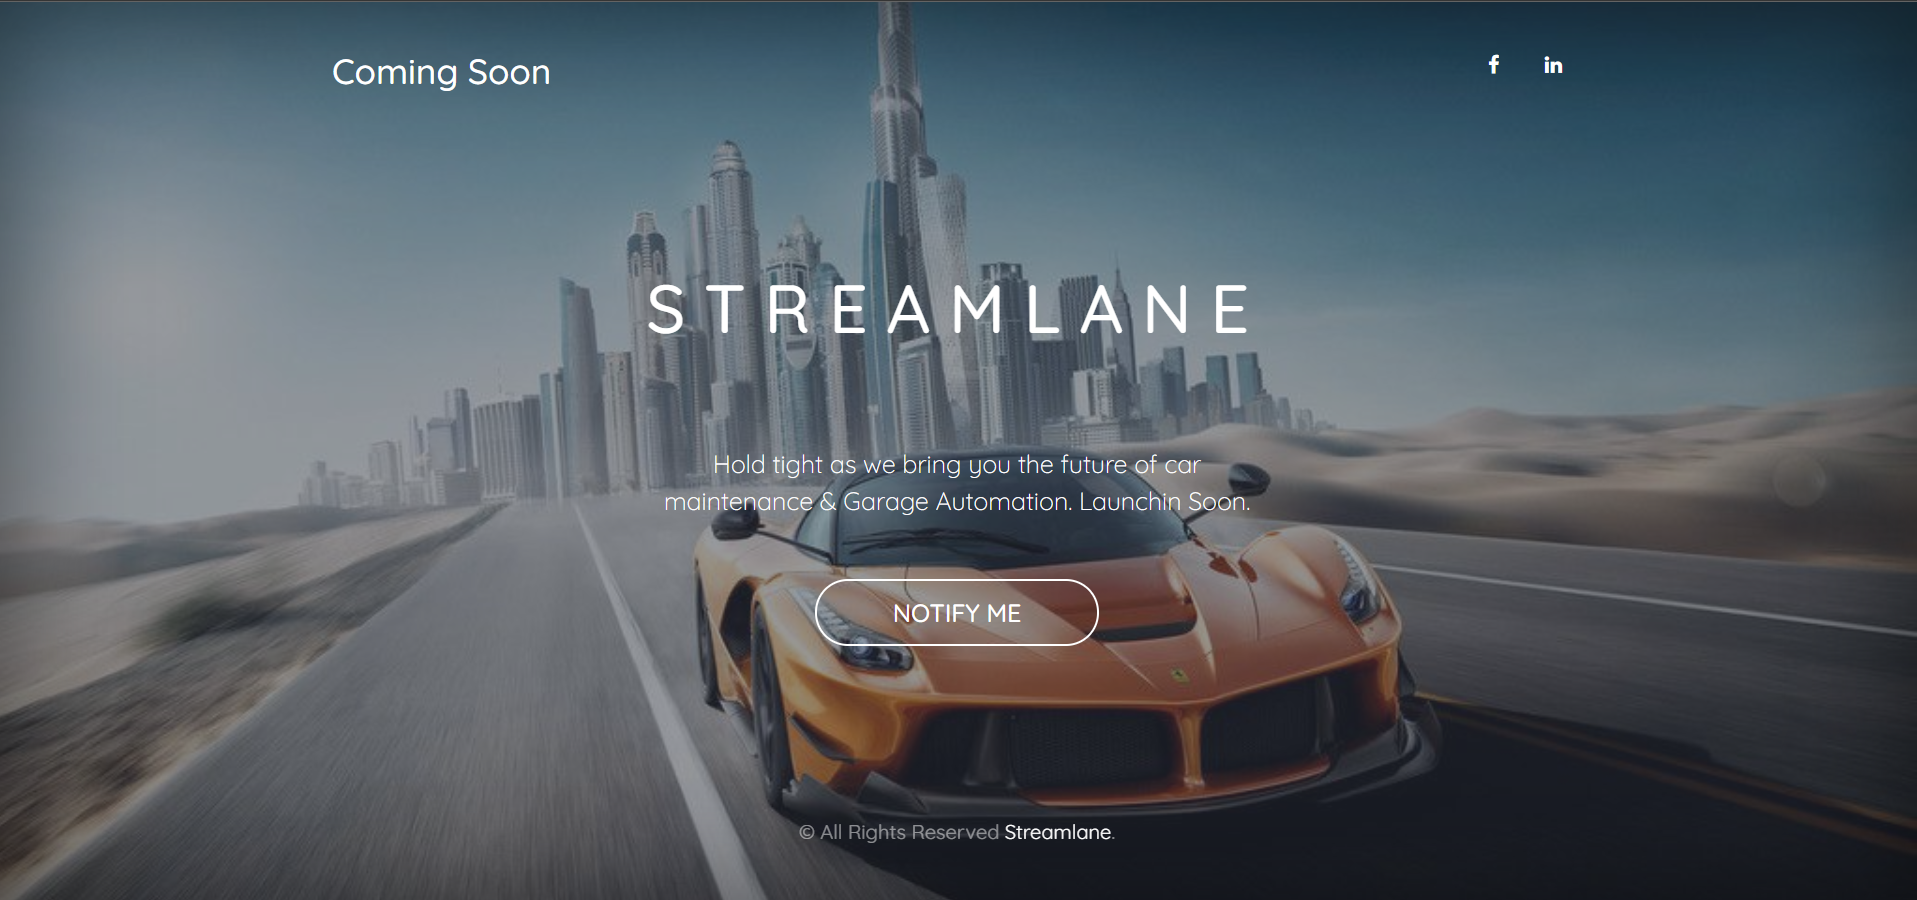 Coming Soon
STREAMLANE
Hold tight as we bring you the future of car
maintenance & Garage Automation. Launchin Soon.
NOTIFY ME
© All Rights Reserved Streamlane.